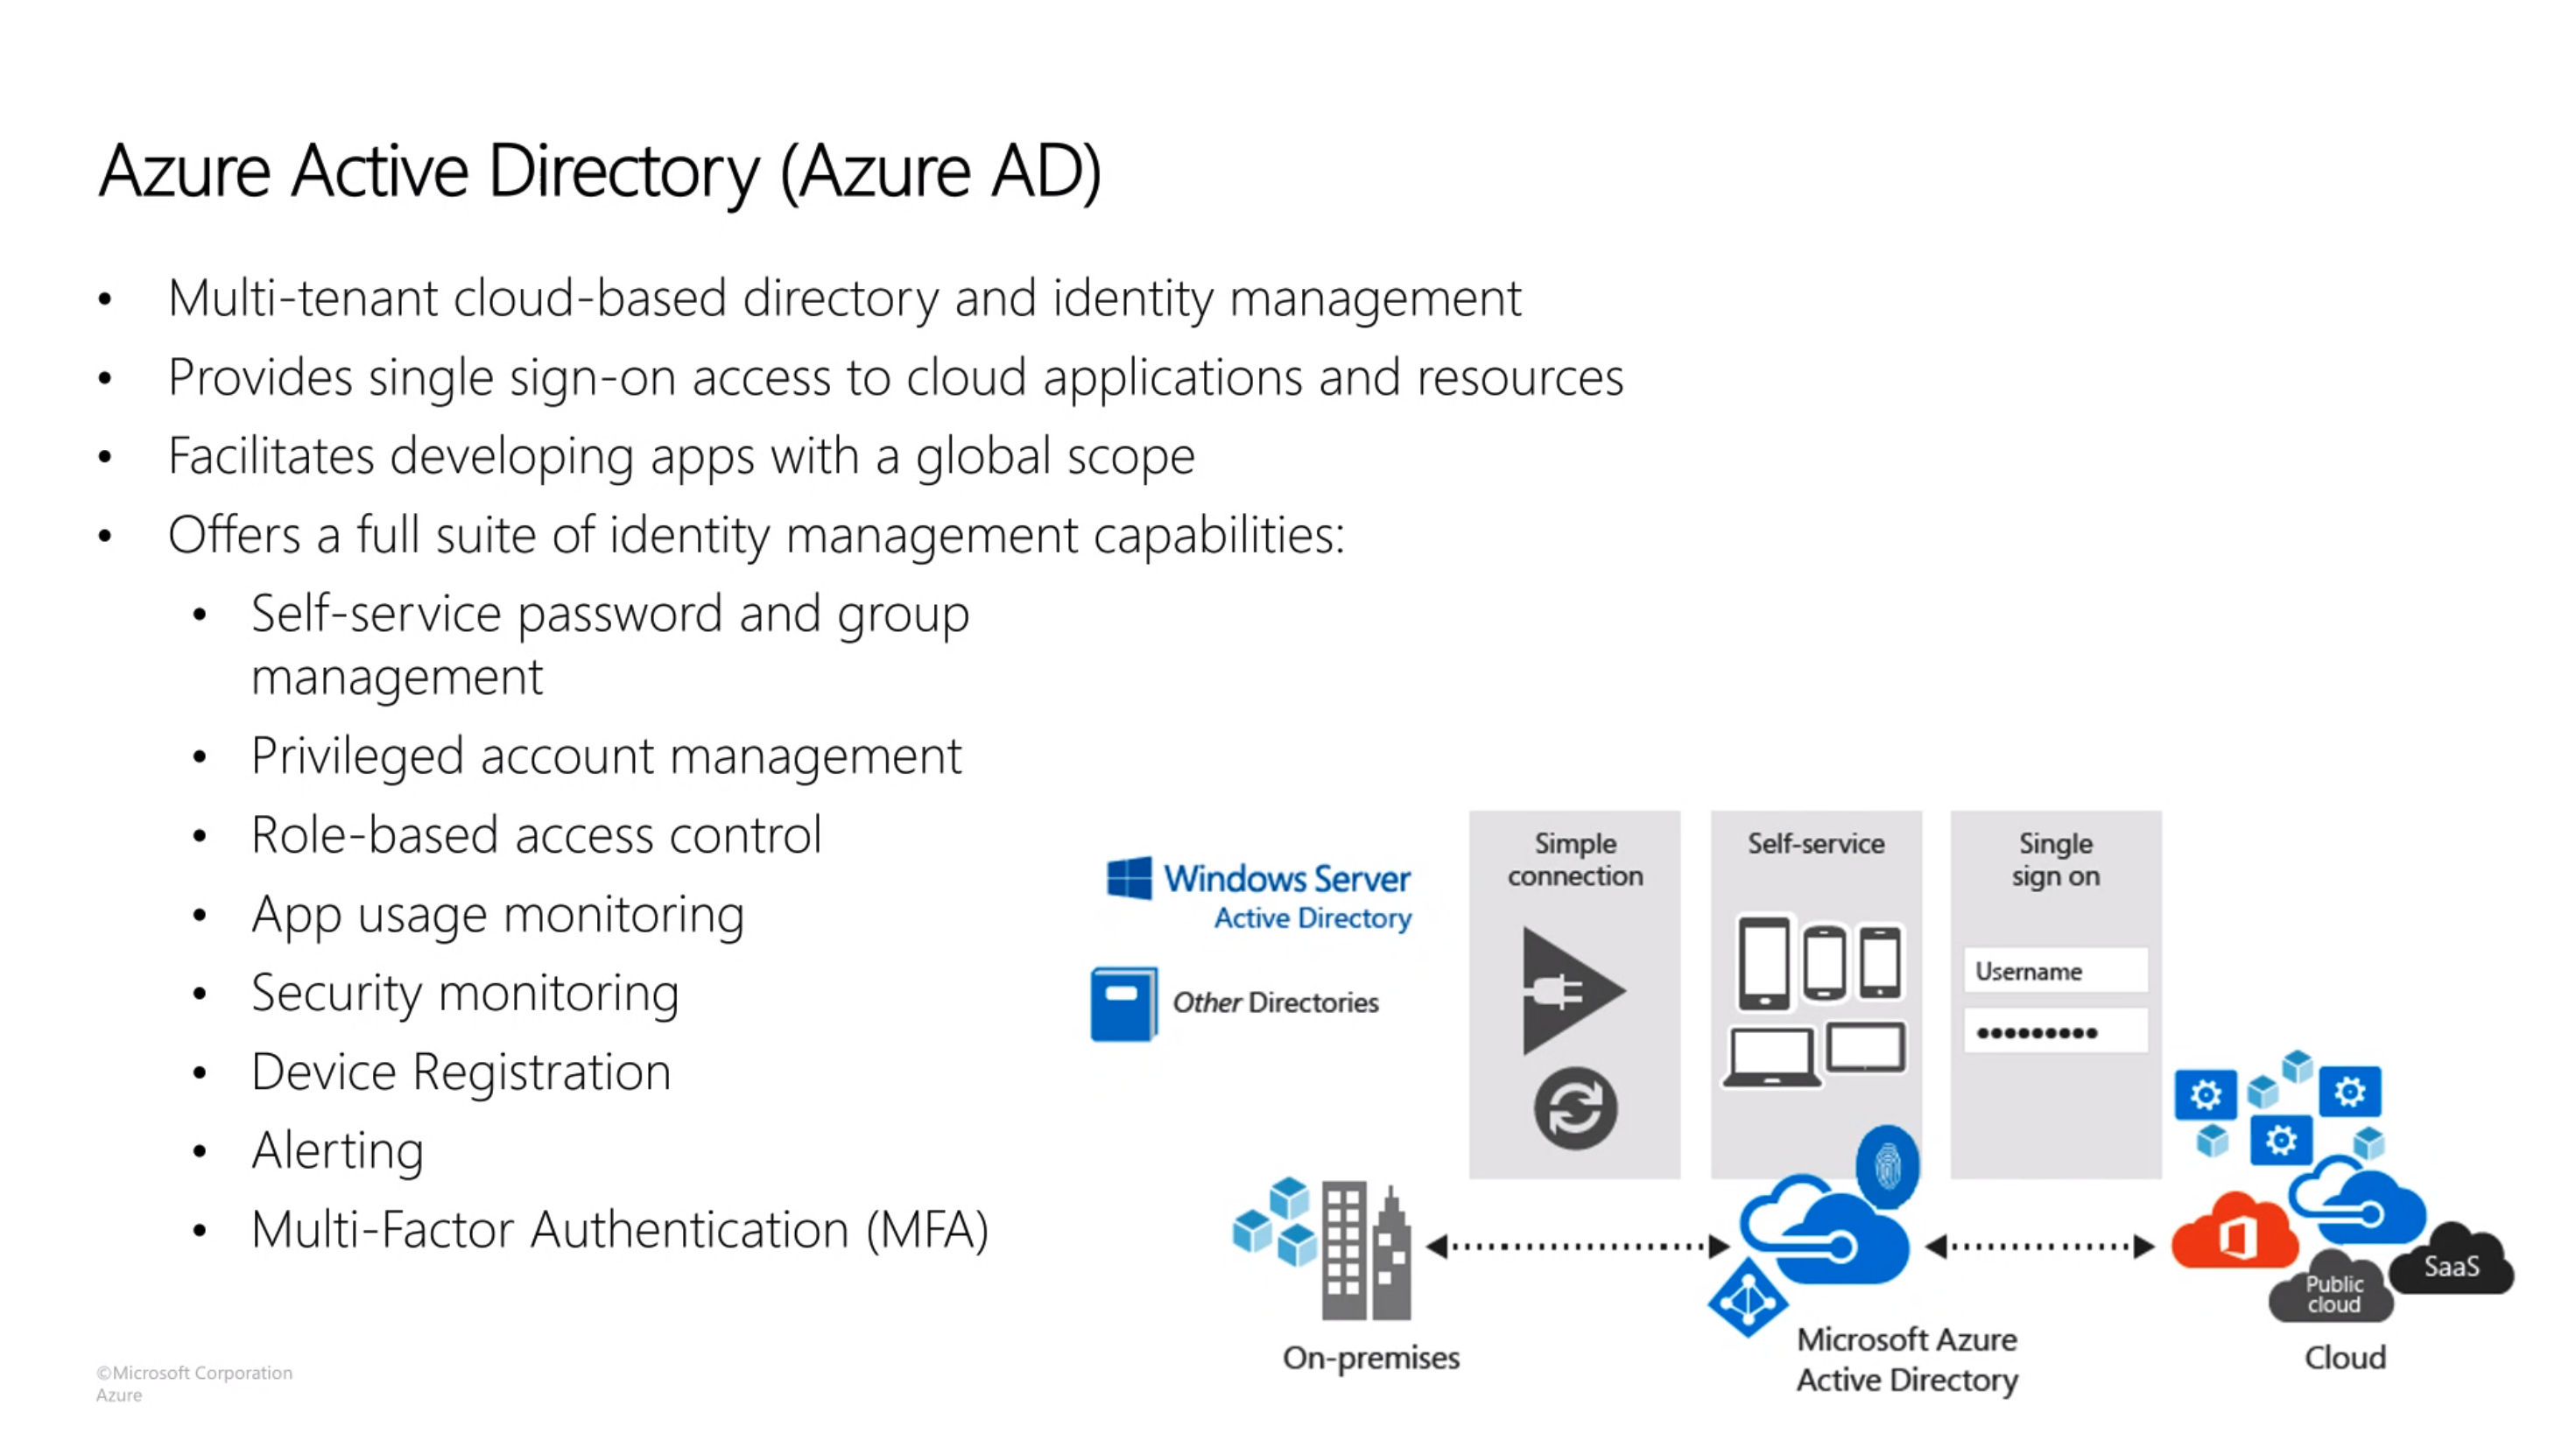 Azure Active Directory (Azure AD)
• Multi-tenant cloud-based directory and identity management
• Provides single sign-on access to cloud applications and resources
• Facilitates developing apps with a global scope
• Offers a full suite of identity management capabilities:
• Self-service password and group
management
• Privileged account management
• Role-based access control
• App usage monitoring
• Security monitoring
• Device Registration
• Alerting
• Multi-Factor Authentication (MFA)
Windows Server
Active Directory
Other Directories
Simple
connection
Self-service
Single
sign on
Username
•••••••••
On-premises
Microsoft Azure
Active Directory
Public
cloud
SaaS
Cloud
©Microsoft Corporation
Azure